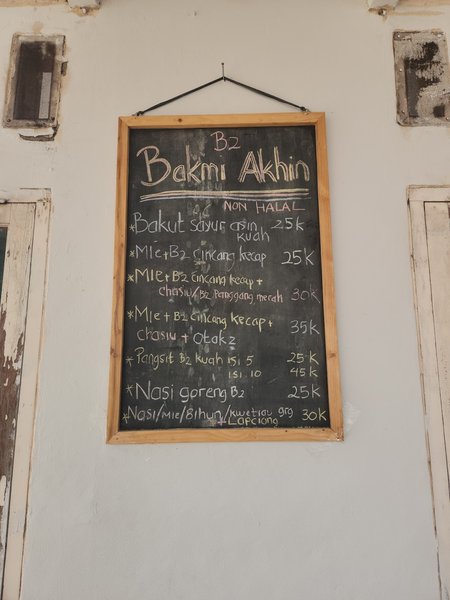 B2
Bakmi Akhin
NON HALAL
*Bakut sayur asin 25k
kuah
*Mie+B2 cincang kecap 25K
*Mie+B2 cincang kecap+
chasiu/B2 Panggang merah 30K
*Mie+B2 cincang kecap+ 35K
chasiu + otak2
*Pangsit B2 kuah isi 5 25K
isi 10 45K
*Nasi goreng B2 25K
*Nasi/Mie/Bihun/kwetiau grg 30K
+Lapciong